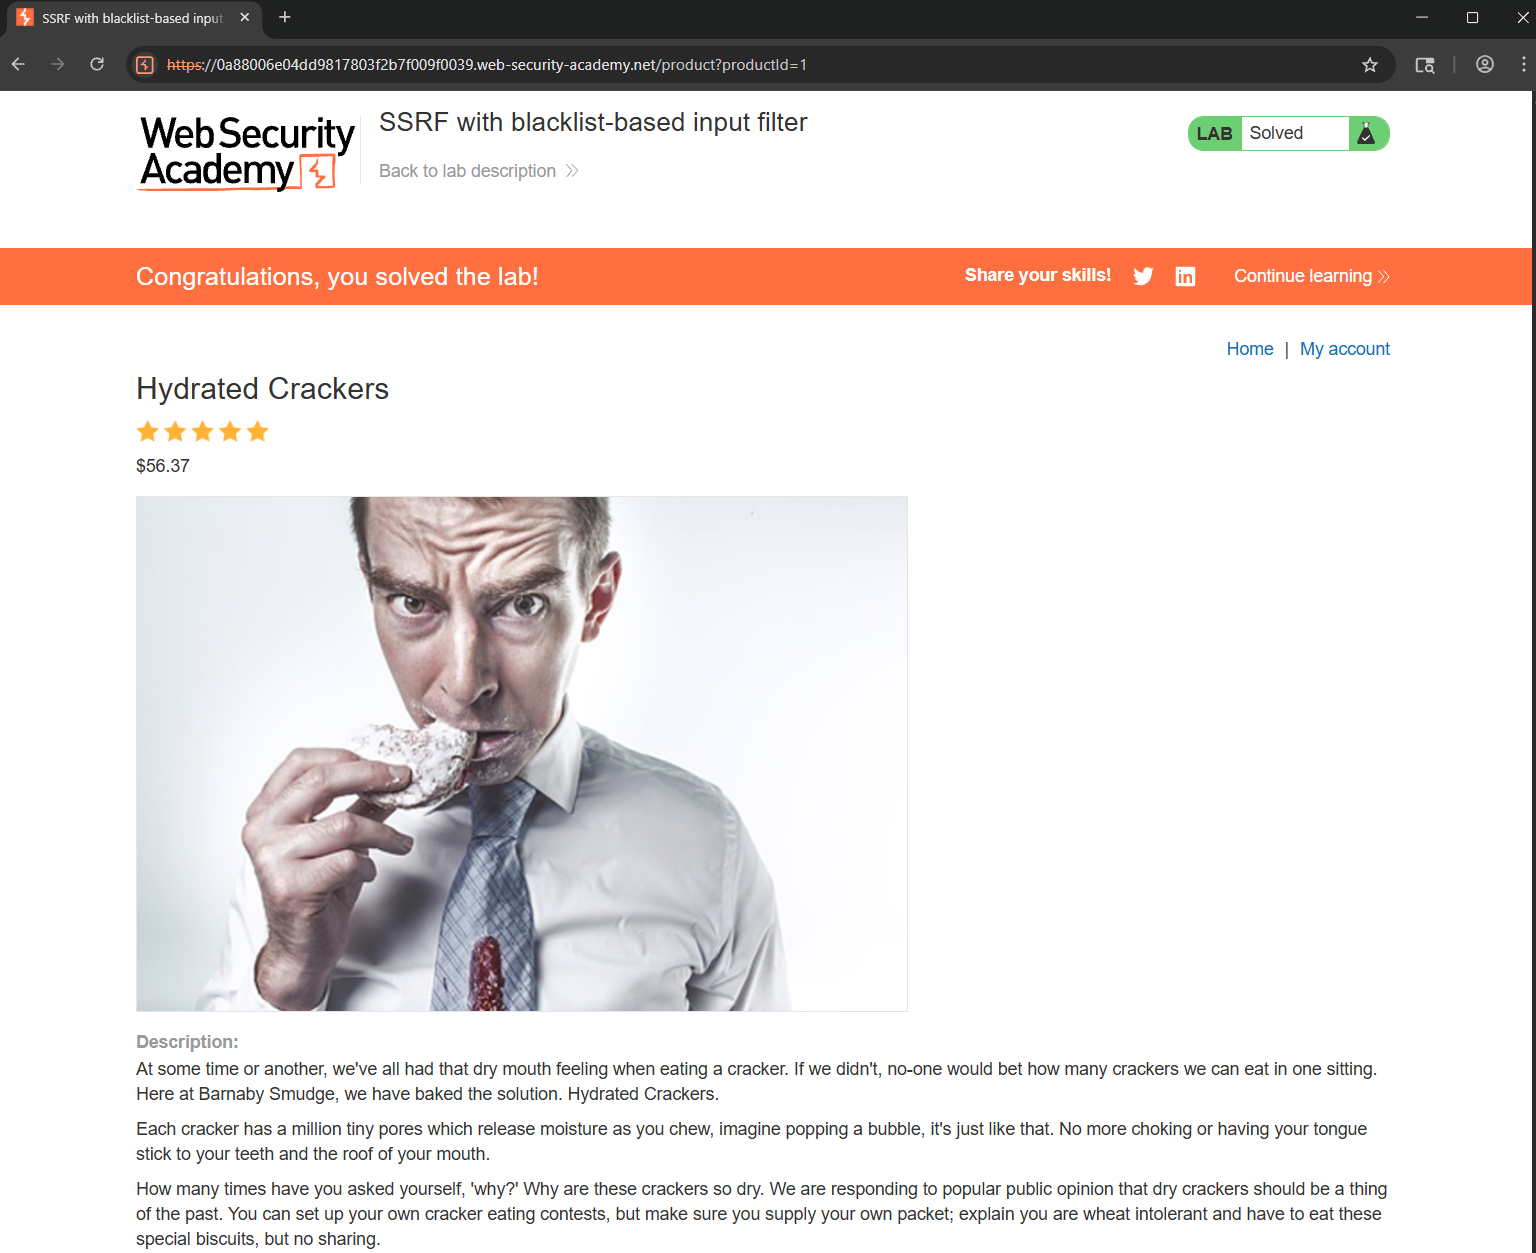 SSRF with blacklist-based input
https://0a88006e04dd9817803f2b7f009f0039.web-security-academy.net/product?productId=1
Web Security
Academy
SSRF with blacklist-based input filter
Back to lab description
LAB Solved
Congratulations, you solved the lab!
Share your skills!
Continue learning
Home | My account
Hydrated Crackers
$56.37
Description:
At some time or another, we've all had that dry mouth feeling when eating a cracker. If we didn't, no-one would bet how many crackers we can eat in one sitting.
Here at Barnaby Smudge, we have baked the solution. Hydrated Crackers.
Each cracker has a million tiny pores which release moisture as you chew, imagine popping a bubble, it's just like that. No more choking or having your tongue
stick to your teeth and the roof of your mouth.
How many times have you asked yourself, 'why?' Why are these crackers so dry. We are responding to popular public opinion that dry crackers should be a thing
of the past. You can set up your own cracker eating contests, but make sure you supply your own packet; explain you are wheat intolerant and have to eat these
special biscuits, but no sharing.